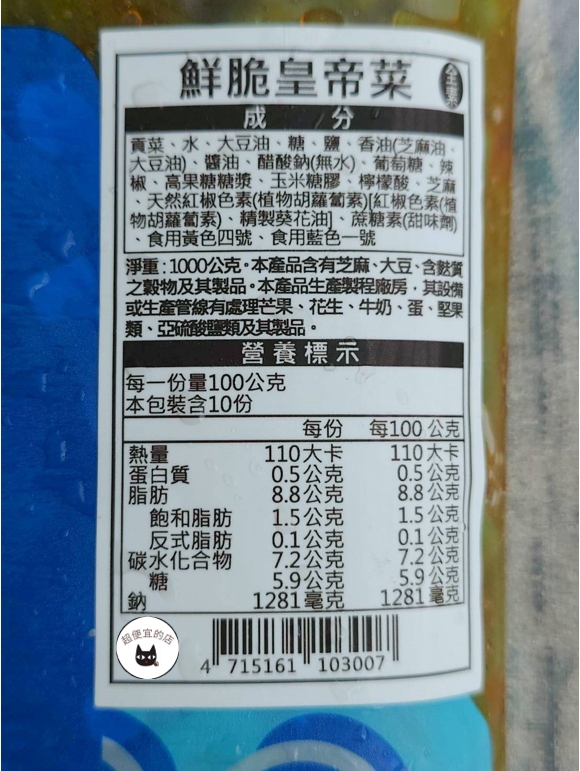 鮮脆皇帝菜 全素
成 分
貢菜、水、大豆油、糖、鹽、香油(芝麻油、
大豆油)、醬油、醋酸鈉(無水)、葡萄糖、辣
椒、高果糖糖漿、玉米糖膠、檸檬酸、芝麻
、天然紅椒色素(植物胡蘿蔔素)[紅椒色素(植
物胡蘿蔔素)、精製葵花油]、蔗糖素(甜味劑)
、食用黃色四號、食用藍色一號
淨重:1000公克。本產品含有芝麻、大豆、含麩質
之穀物及其製品。本產品生產製程廠房,其設備
或生產管線有處理芒果、花生、牛奶、蛋、堅果
類、亞硫酸鹽類及其製品。
營養標示
每一份量100公克
本包裝含10份
每份 每100公克
熱量 110大卡 110大卡
蛋白質 0.5公克 0.5公克
脂肪 8.8公克 8.8公克
飽和脂肪 1.5公克 1.5公克
反式脂肪 0.1公克 0.1公克
碳水化合物 7.2公克 7.2公克
糖 5.9公克 5.9公克
鈉 1281毫克 1281毫克
超便宜的店
4 715161 103007